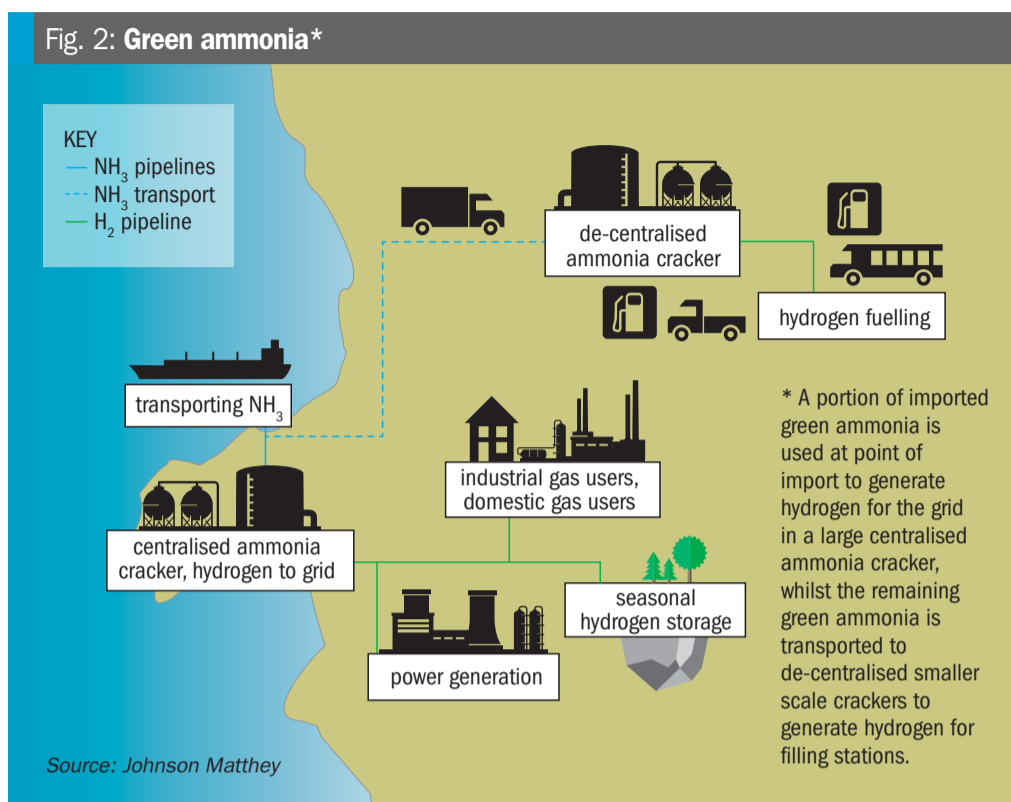 Fig. 2: Green ammonia*
KEY
NH₃ pipelines
NH₃ transport
H₂ pipeline
de-centralised
ammonia cracker
hydrogen fuelling
transporting NH₃
industrial gas users,
domestic gas users
centralised ammonia
cracker, hydrogen to grid
seasonal
hydrogen storage
power generation
* A portion of imported
green ammonia is
used at point of
import to generate
hydrogen for the grid
in a large centralised
ammonia cracker,
whilst the remaining
green ammonia is
transported to
de-centralised smaller
scale crackers to
generate hydrogen for
filling stations.
Source: Johnson Matthey